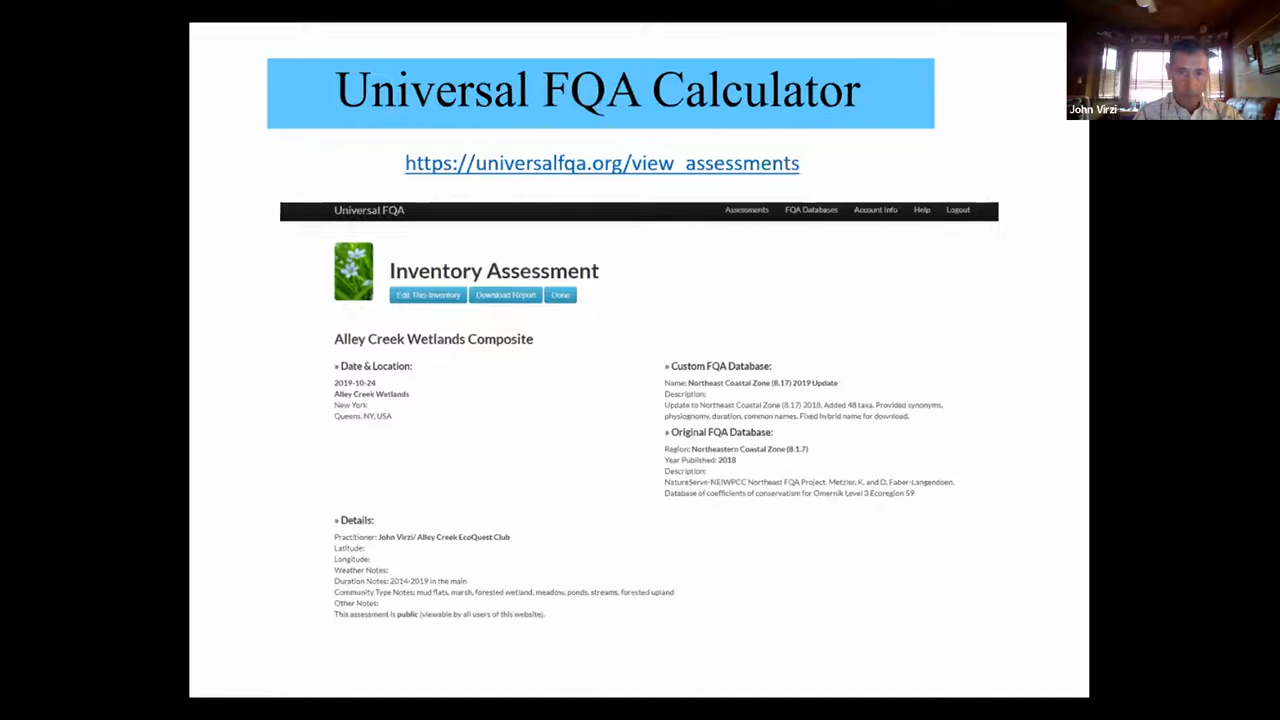 Universal FQA Calculator
https://universalfqa.org/view_assessments
Universal FQA
Assessments FQA Databases Account Info Help Logout
Inventory Assessment
Edit This Inventory Download Report Done
Alley Creek Wetlands Composite
» Date & Location:
2019-10-24
Alley Creek Wetlands
New York
Queens, NY, USA
» Custom FQA Database:
Name: Northeast Coastal Zone (8.17) 2019 Update
Description:
Update to Northeast Coastal Zone (8.17) 2018. Added 48 taxa. Provided synonyms,
physiognomy, duration, common names. Fixed hybrid name for download.
» Original FQA Database:
Region: Northeastern Coastal Zone (8.1.7)
Year Published: 2018
Description:
NatureServe-NEIWPCC Northeast FQA Project. Metzler, K, and D. Faber-Langendoen.
Database of coefficients of conservatism for Omernik Level 3 Ecoregion 59
» Details:
Practitioner: John Virzi/ Alley Creek EcoQuest Club
Latitude:
Longitude:
Weather Notes:
Duration Notes: 2014-2019 in the main
Community Type Notes: mud flats, marsh, forested wetland, meadow, ponds, streams, forested upland
Other Notes:
This assessment is public (viewable by all users of this website).
John Virzi